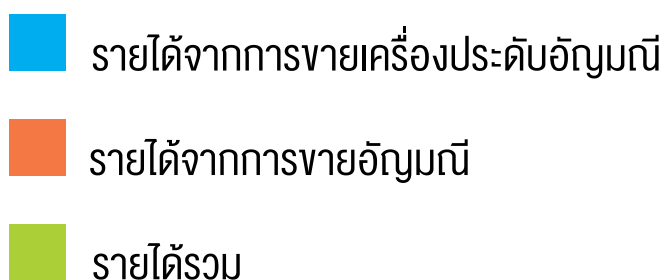 รายได้จากการขายเครื่องประดับอัญมณี
รายได้จากการขายอัญมณี
รายได้รวม